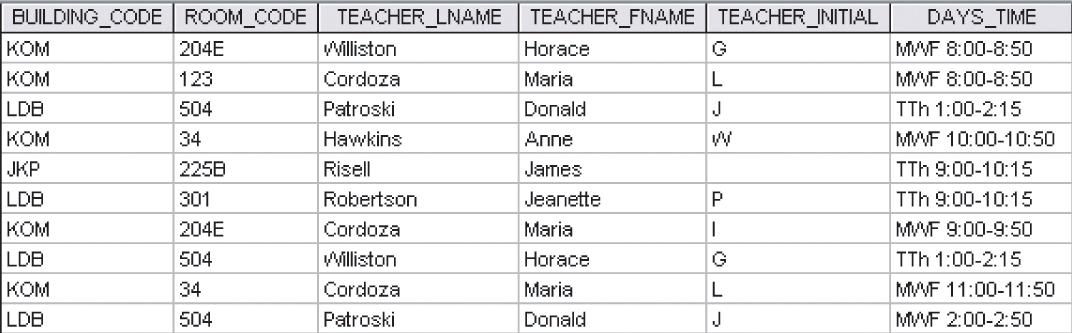 BUILDING_CODE ROOM_CODE TEACHER_LNAME TEACHER_FNAME TEACHER_INITIAL DAYS_TIME
KOM 204E Williston Horace G MWF 8:00-8:50
KOM 123 Cordoza Maria L MWF 8:00-8:50
LDB 504 Patroski Donald J TTh 1:00-2:15
KOM 34 Hawkins Anne W MWF 10:00-10:50
JKP 225B Risell James TTh 9:00-10:15
LDB 301 Robertson Jeanette P TTh 9:00-10:15
KOM 204E Cordoza Maria I MWF 9:00-9:50
LDB 504 Williston Horace G TTh 1:00-2:15
KOM 34 Cordoza Maria L MWF 11:00-11:50
LDB 504 Patroski Donald J MWF 2:00-2:50